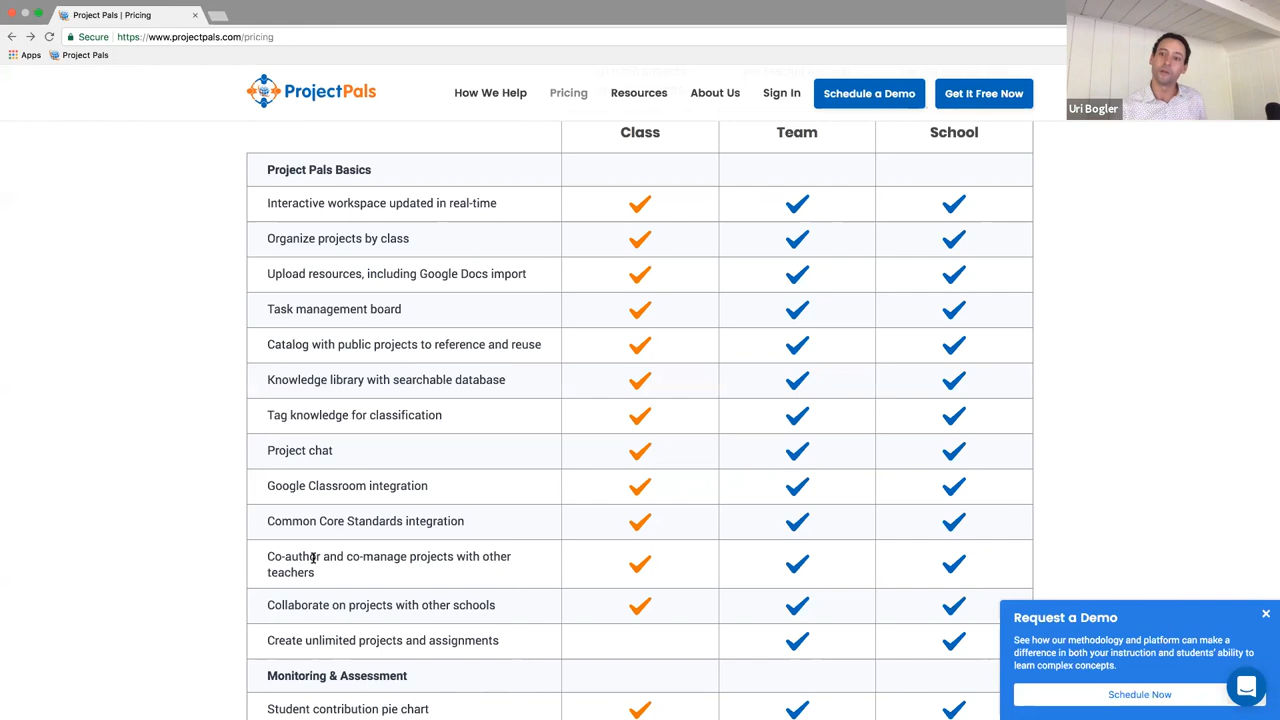 Project Pals | Pricing
Secure https://www.projectpals.com/pricing
Apps Project Pals
ProjectPals How We Help Pricing Resources About Us Sign In Schedule a Demo Get It Free Now
Uri Bogler
Class Team School
Project Pals Basics
Interactive workspace updated in real-time
Organize projects by class
Upload resources, including Google Docs import
Task management board
Catalog with public projects to reference and reuse
Knowledge library with searchable database
Tag knowledge for classification
Project chat
Google Classroom integration
Common Core Standards integration
Co-author and co-manage projects with other
teachers
Collaborate on projects with other schools
Create unlimited projects and assignments
Monitoring & Assessment
Student contribution pie chart
Request a Demo
See how our methodology and platform can make a
difference in both your instruction and students' ability to
learn complex concepts.
Schedule Now